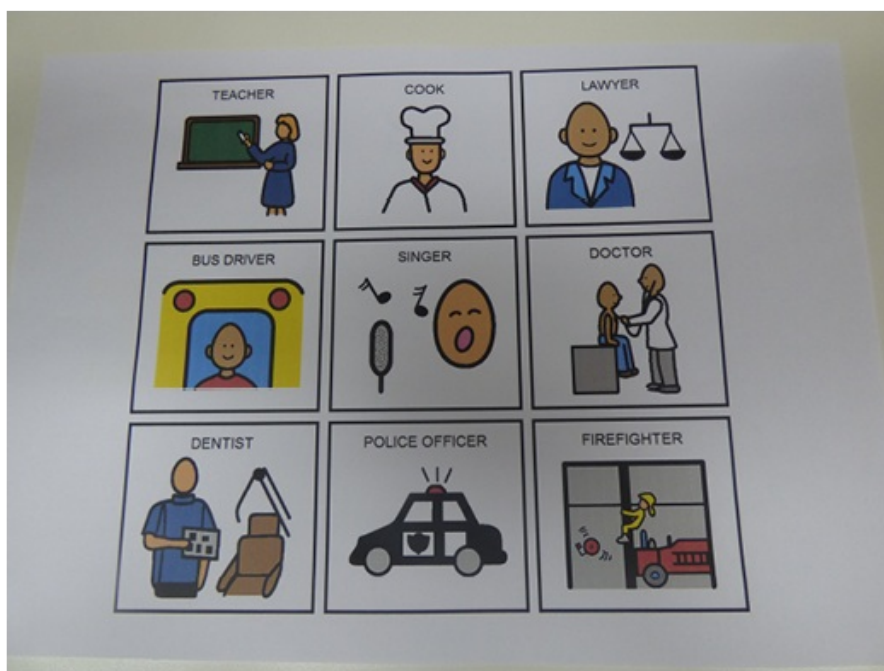 TEACHER
COOK
LAWYER
BUS DRIVER
SINGER
DOCTOR
DENTIST
POLICE OFFICER
FIREFIGHTER